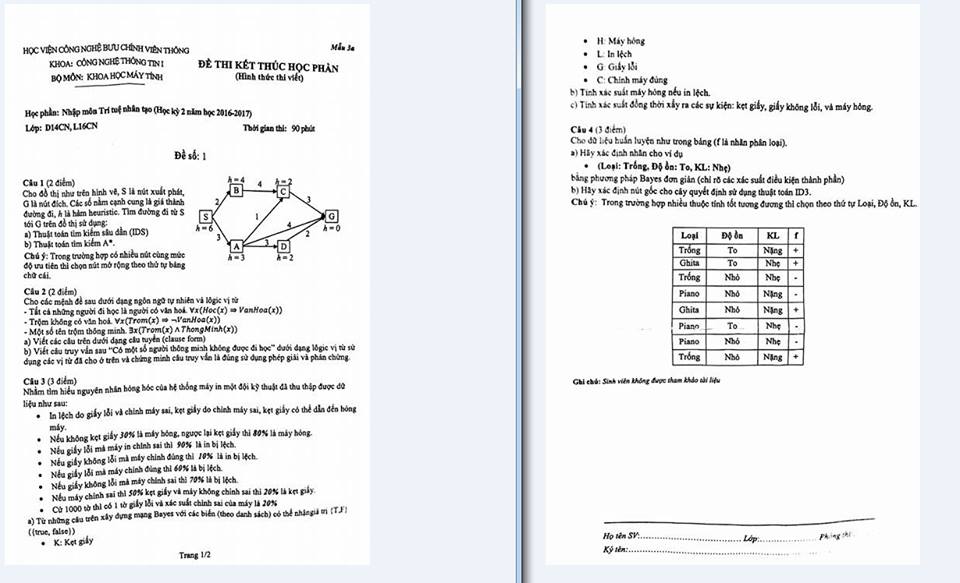 HỌC VIỆN CÔNG NGHỆ BƯU CHÍNH VIỄN THÔNG
Mẫu 3a
KHOA: CÔNG NGHỆ THÔNG TIN I
ĐỀ THI KẾT THÚC HỌC PHẦN
BỘ MÔN: KHOA HỌC MÁY TÍNH
(Hình thức thi viết)
Học phần: Nhập môn Trí tuệ nhân tạo (Học kỳ 2 năm học 2016-2017)
Lớp: D14CN, L16CN
Thời gian thi: 90 phút
Đề số: 1
Câu 1 (2 điểm)
Cho đồ thị như trên hình vẽ, S là nút xuất phát,
G là nút đích. Các số nằm cạnh cung là giá thành
đường đi, h là hàm heuristic. Tìm đường đi từ S
tới G trên đồ thị sử dụng:
a) Thuật toán tìm kiếm sâu dần (IDS)
b) Thuật toán tìm kiếm A*.
Chú ý: Trong trường hợp có nhiều nút cùng mức
độ ưu tiên thì chọn nút mở rộng theo thứ tự bảng
chữ cái.
h=4
h=2
B
4
C
2
3
S
1
G
h=6
4
h=0
3
2
A
3
D
h=3
h=2
Câu 2 (2 điểm)
Cho các mệnh đề sau dưới dạng ngôn ngữ tự nhiên và lôgic vị từ
- Tất cả những người đi học là người có văn hoá. ∀x(Hoc(x) ⇒ VanHoa(x))
- Trộm không có văn hoá. ∀x(Trom(x) ⇒ ¬VanHoa(x))
- Một số tên trộm thông minh. ∃x(Trom(x) ∧ ThongMinh(x))
a) Viết các câu trên dưới dạng câu tuyển (clause form)
b) Viết câu truy vấn sau “Có một số người thông minh không được đi học” dưới dạng lôgic vị từ sử
dụng các vị từ đã cho ở trên và chứng minh câu truy vấn là đúng sử dụng phép giải và phản chứng.
Câu 3 (3 điểm)
Nhằm tìm hiểu nguyên nhân hỏng hóc của hệ thống máy in một đội kỹ thuật đã thu thập được dữ
liệu như sau:
• In lệch do giấy lỗi và chỉnh máy sai, kẹt giấy do chỉnh máy sai, kẹt giấy có thể dẫn đến hỏng
máy.
• Nếu không kẹt giấy 30% là máy hỏng, ngược lại kẹt giấy thì 80% là máy hỏng.
• Nếu giấy lỗi mà máy in chỉnh sai thì 90% là in bị lệch.
• Nếu giấy không lỗi mà máy chỉnh đúng thì 10% là in bị lệch.
• Nếu giấy lỗi mà máy chỉnh đúng thì 60% là bị lệch.
• Nếu giấy không lỗi mà máy chỉnh sai thì 70% là bị lệch.
• Nếu máy chỉnh sai thì 50% kẹt giấy và máy không chỉnh sai thì 20% là kẹt giấy.
• Cứ 1000 tờ thì có 1 tờ giấy lỗi và xác suất chỉnh sai của máy là 20%
a) Từ những câu trên xây dựng mạng Bayes với các biến (theo danh sách) có thể nhận giá trị {T,F}
({true, false})
• K: Kẹt giấy
Trang 1/2
• H: Máy hỏng
• L: In lệch
• G: Giấy lỗi
• C: Chỉnh máy đúng
b) Tính xác suất máy hỏng nếu in lệch.
c) Tính xác suất đồng thời xẩy ra các sự kiện: kẹt giấy, giấy không lỗi, và máy hỏng.
Câu 4 (3 điểm)
Cho dữ liệu huấn luyện như trong bảng (f là nhãn phân loại).
a) Hãy xác định nhãn cho ví dụ
• (Loại: Trống, Độ ồn: To, KL: Nhẹ)
bằng phương pháp Bayes đơn giản (chỉ rõ các xác suất điều kiện thành phần)
b) Hãy xác định nút gốc cho cây quyết định sử dụng thuật toán ID3.
Chú ý: Trong trường hợp nhiều thuộc tính tốt tương đương thì chọn theo thứ tự Loại, Độ ồn, KL.
Loại Độ ồn KL f
Trống To Nặng +
Ghita To Nhẹ +
Trống Nhỏ Nhẹ -
Piano Nhỏ Nặng -
Ghita Nhỏ Nặng +
Piano To Nhẹ -
Piano Nhỏ Nhẹ -
Trống Nhỏ Nặng +
Ghi chú: Sinh viên không được tham khảo tài liệu
Họ tên SV:.............................Lớp:................ Phòng thi
Ký tên:............................